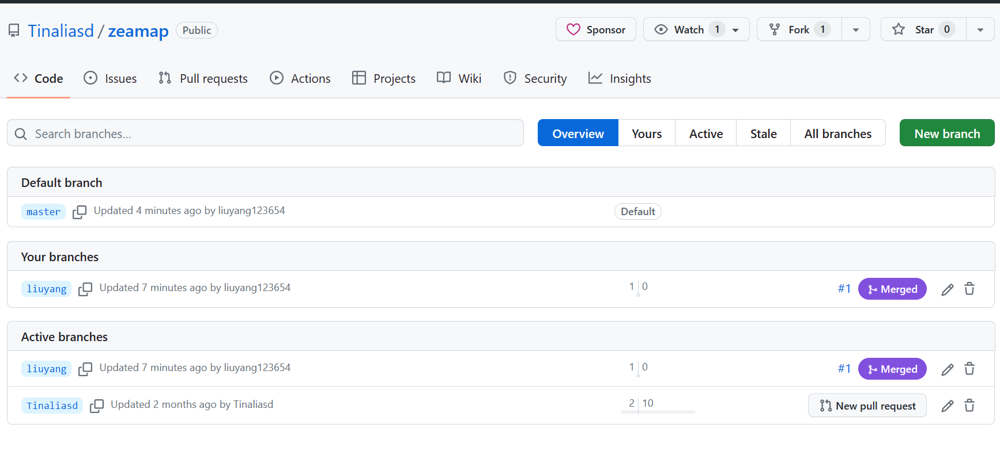 Tinaliasd / zeamap Public Sponsor Watch 1 Fork 1 Star 0
Code Issues Pull requests Actions Projects Wiki Security Insights
Search branches... Overview Yours Active Stale All branches New branch
Default branch
master Updated 4 minutes ago by liuyang123654 Default
Your branches
liuyang Updated 7 minutes ago by liuyang123654 1 0 #1 Merged
Active branches
liuyang Updated 7 minutes ago by liuyang123654 1 0 #1 Merged
Tinaliasd Updated 2 months ago by Tinaliasd 2 10 New pull request